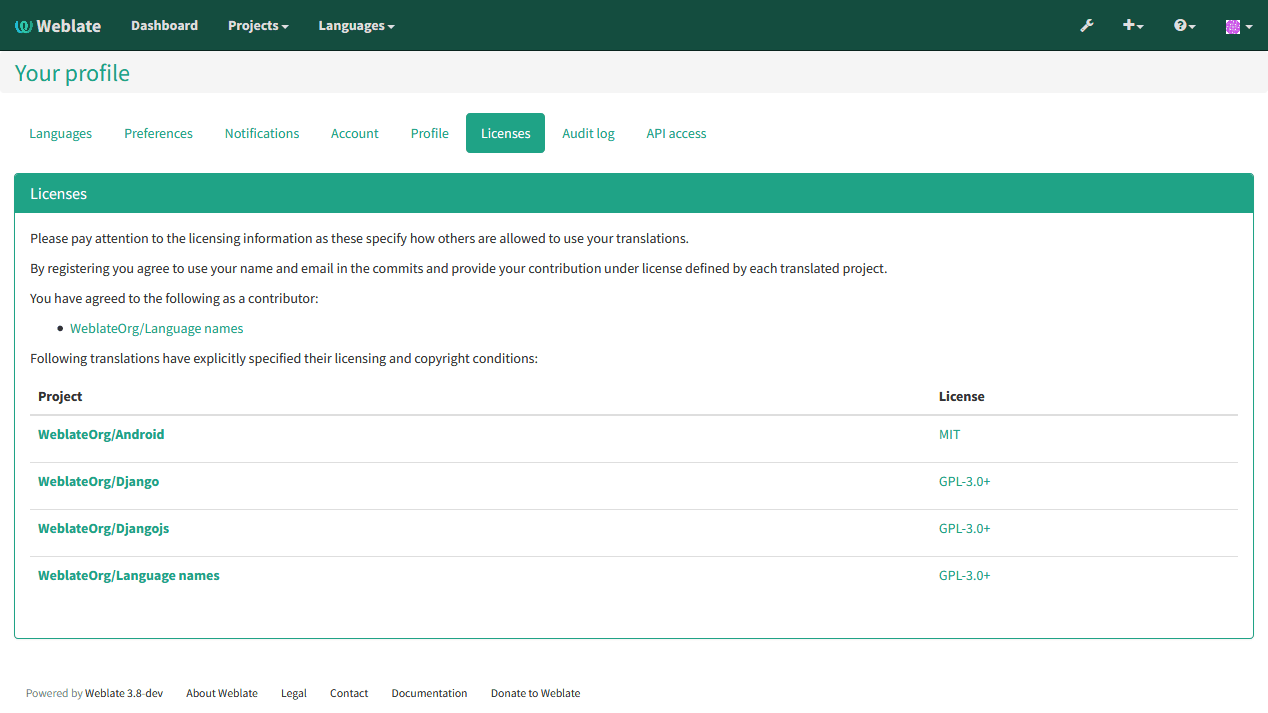 Weblate Dashboard Projects Languages
Your profile
Languages Preferences Notifications Account Profile Licenses Audit log API access
Licenses
Please pay attention to the licensing information as these specify how others are allowed to use your translations.
By registering you agree to use your name and email in the commits and provide your contribution under license defined by each translated project.
You have agreed to the following as a contributor:
WeblateOrg/Language names
Following translations have explicitly specified their licensing and copyright conditions:
Project License
WeblateOrg/Android MIT
WeblateOrg/Django GPL-3.0+
WeblateOrg/Djangojs GPL-3.0+
WeblateOrg/Language names GPL-3.0+
Powered by Weblate 3.8-dev About Weblate Legal Contact Documentation Donate to Weblate